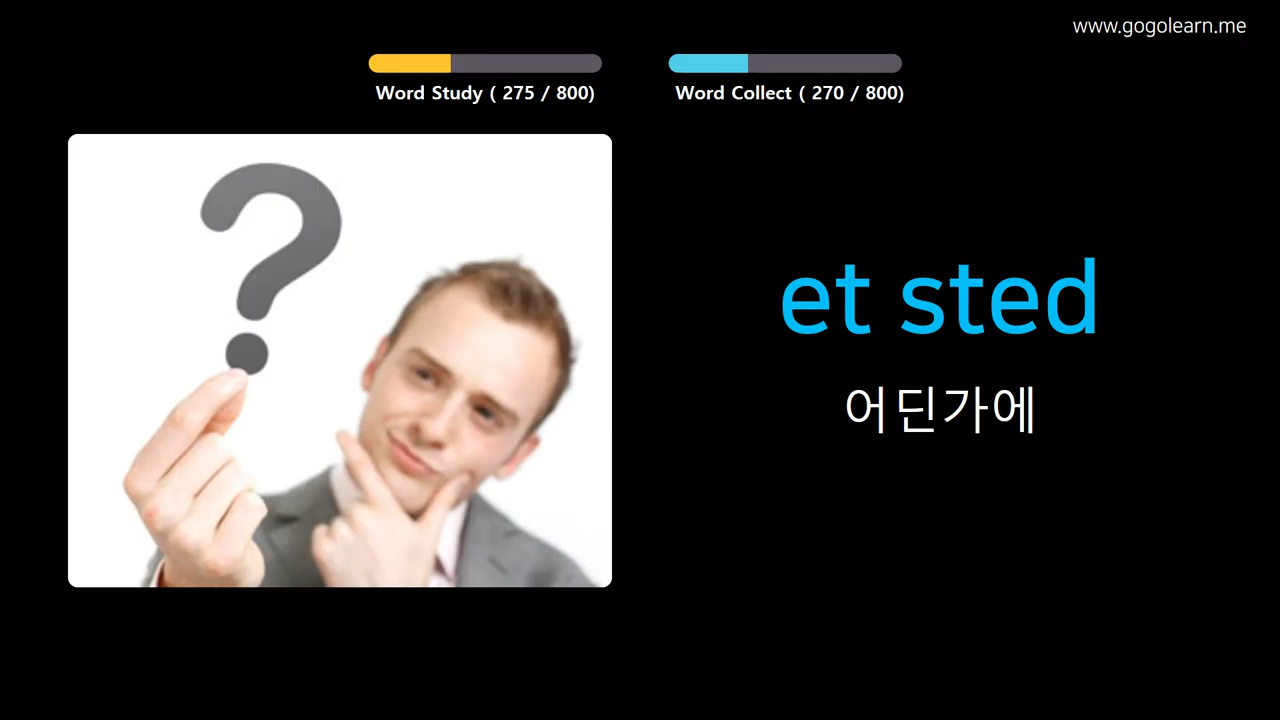 www.gogolearn.me
Word Study ( 275 / 800)
Word Collect ( 270 / 800)
?
et sted
어딘가에